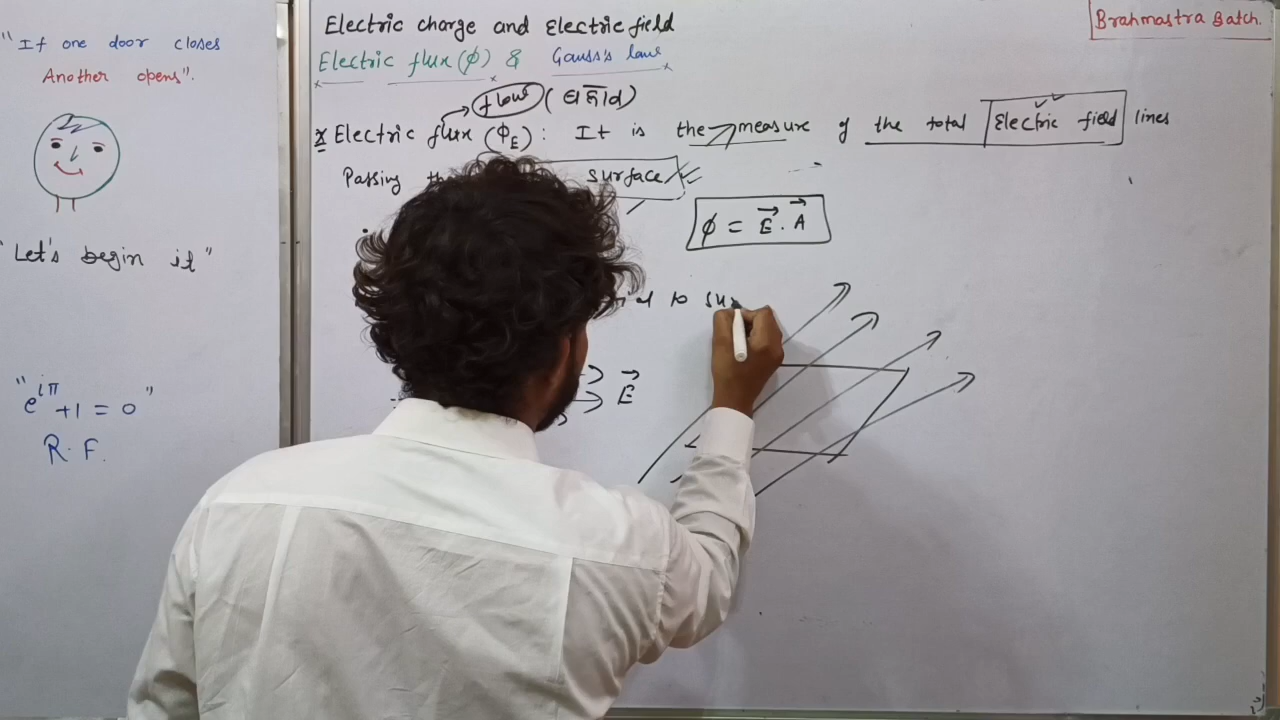 "If one door closes
Another opens".
"Let's begin it"
"e^iπ +1 = 0"
R.F.
Electric charge and Electric field
Brahmastra Batch.
Electric flux(ϕ) & Gauss's law
flow (बहाव)
Electric flux (ϕ_E): It is the measure of the total Electric field lines
Passing surface
ϕ = E⃗ . A⃗
to sur
E⃗